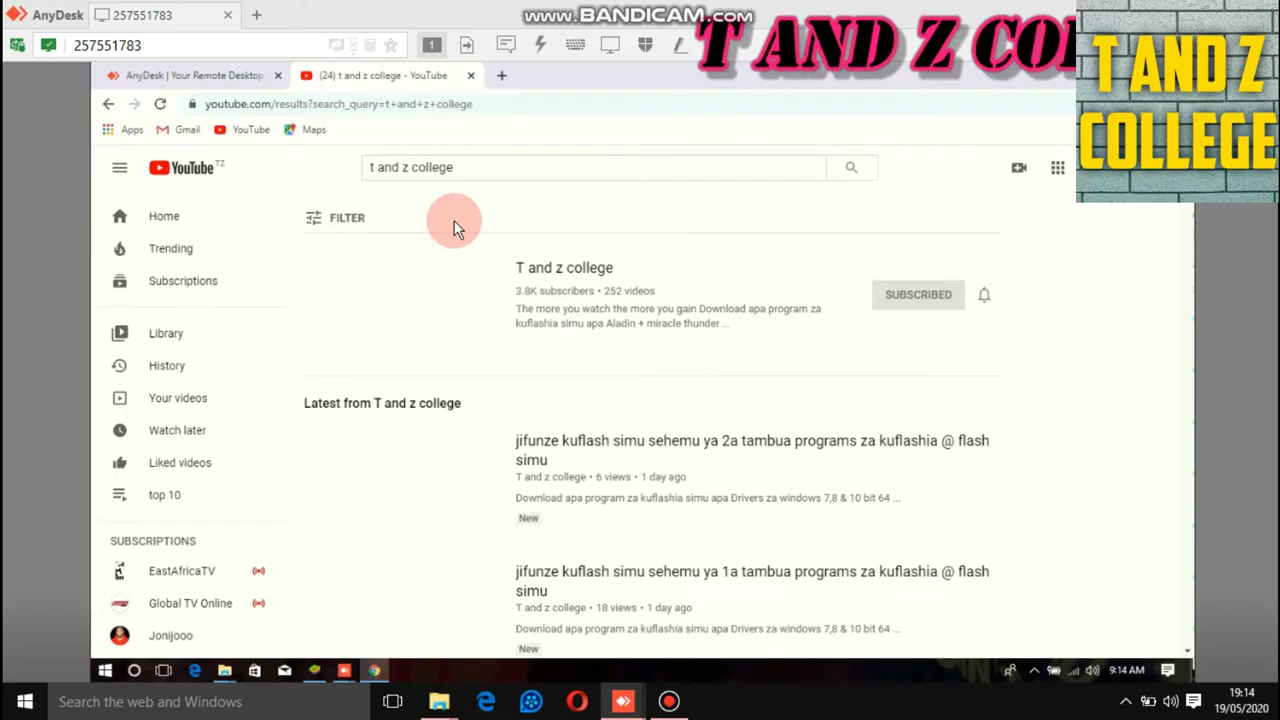 AnyDesk
257551783
www.BANDICAM.com
257551783
1
T AND Z COL
T AND Z
COLLEGE
AnyDesk | Your Remote Desktop
(24) t and z college - YouTube
youtube.com/results?search_query=t+and+z+college
Apps
Gmail
YouTube
Maps
YouTube TZ
t and z college
Home
Trending
Subscriptions
Library
History
Your videos
Watch later
Liked videos
top 10
SUBSCRIPTIONS
EastAfricaTV
Global TV Online
Jonijooo
FILTER
T and z college
3.8K subscribers • 252 videos
The more you watch the more you gain Download apa program za
kuflashia simu apa Aladin + miracle thunder ...
SUBSCRIBED
Latest from T and z college
jifunze kuflash simu sehemu ya 2a tambua programs za kuflashia @ flash
simu
T and z college • 6 views • 1 day ago
Download apa program za kuflashia simu apa Drivers za windows 7,8 & 10 bit 64 ...
New
jifunze kuflash simu sehemu ya 1a tambua programs za kuflashia @ flash
simu
T and z college • 18 views • 1 day ago
Download apa program za kuflashia simu apa Drivers za windows 7,8 & 10 bit 64 ...
New
9:14 AM
Search the web and Windows
19:14
19/05/2020